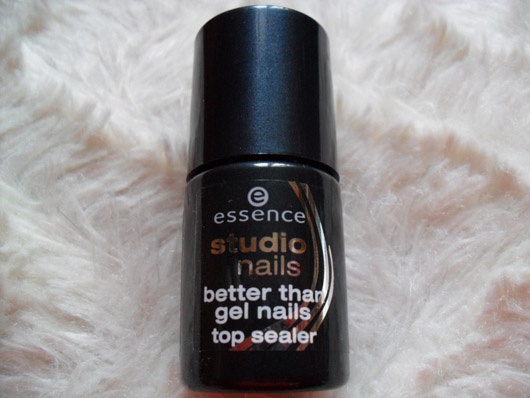 e
essence
studio
nails
better than
gel nails
top sealer